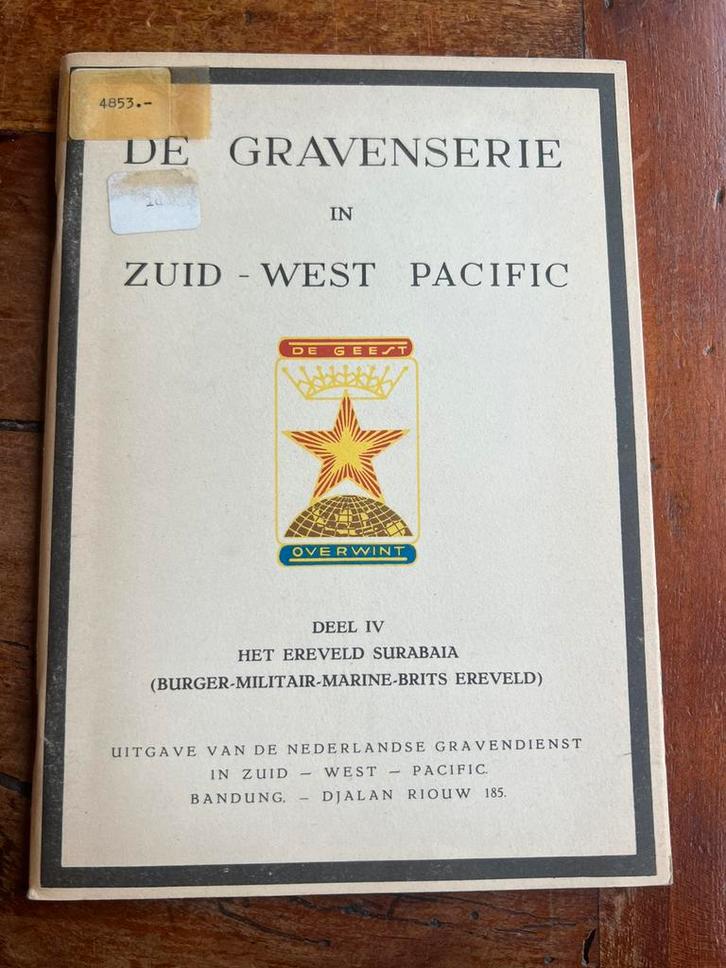 4853.-
DE GRAVENSERIE
IN
ZUID - WEST PACIFIC
DE GEEST
OVERWINT
DEEL IV
HET EREVELD SURABAIA
(BURGER-MILITAIR-MARINE-BRITS EREVELD)
UITGAVE VAN DE NEDERLANDSE GRAVENDIENST
IN ZUID — WEST — PACIFIC.
BANDUNG. — DJALAN RIOUW 185.